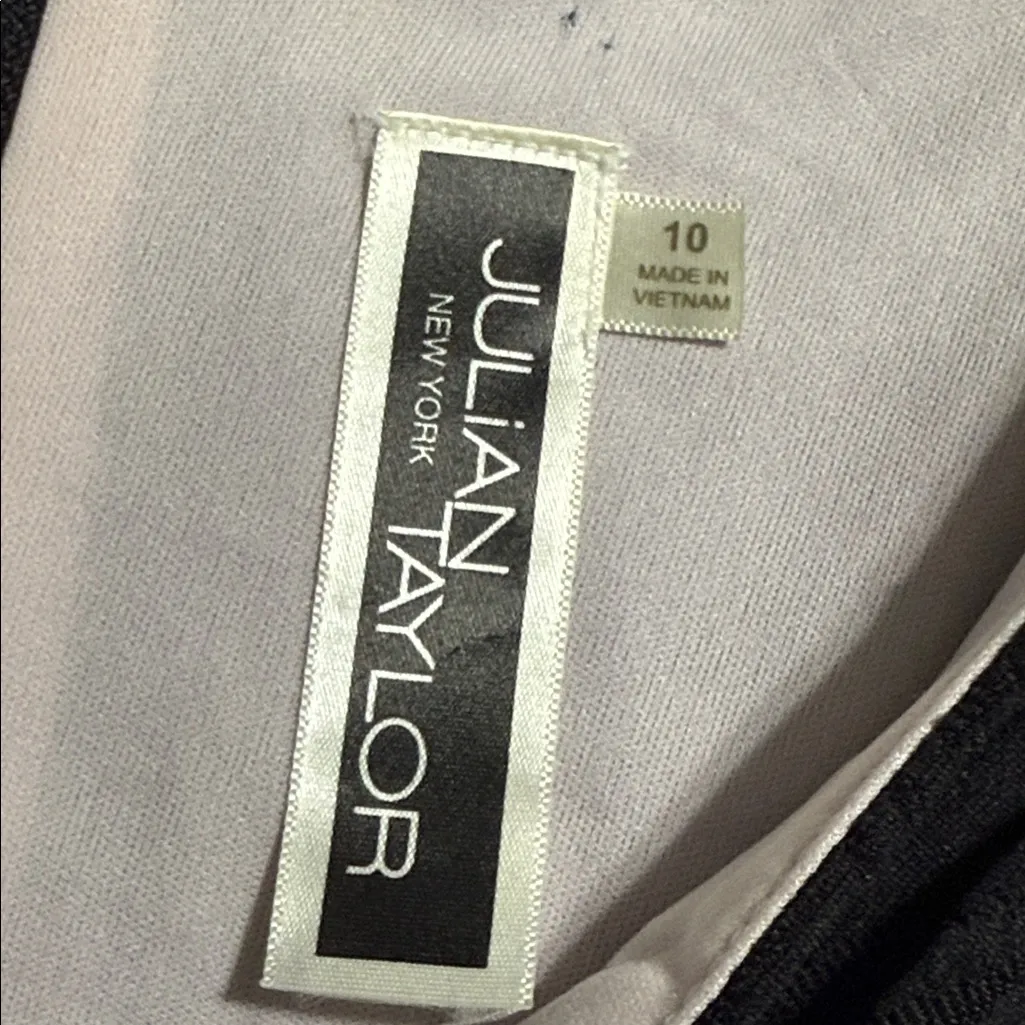 JULiAN
NEW YORK
TAYLOR
10
MADE IN
VIETNAM